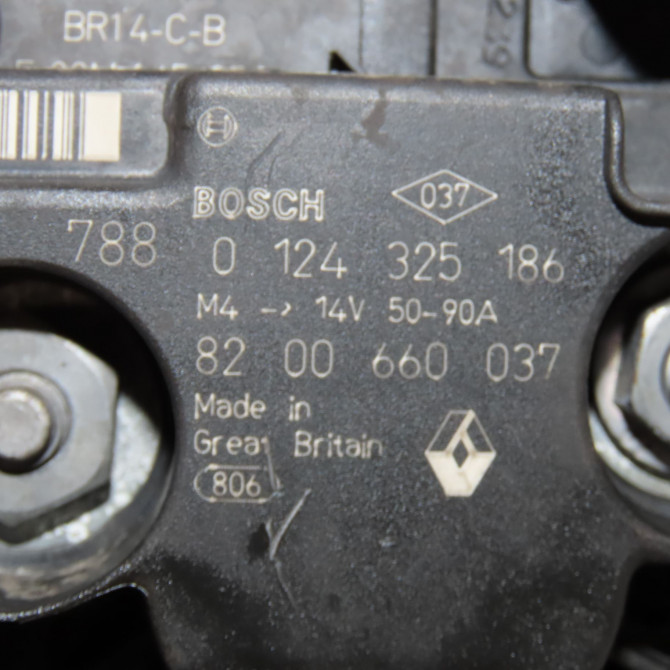 BR14-C-B
BOSCH
037
788 0 124 325 186
M4 -> 14V 50-90A
82 00 660 037
Made in
Great Britain
806